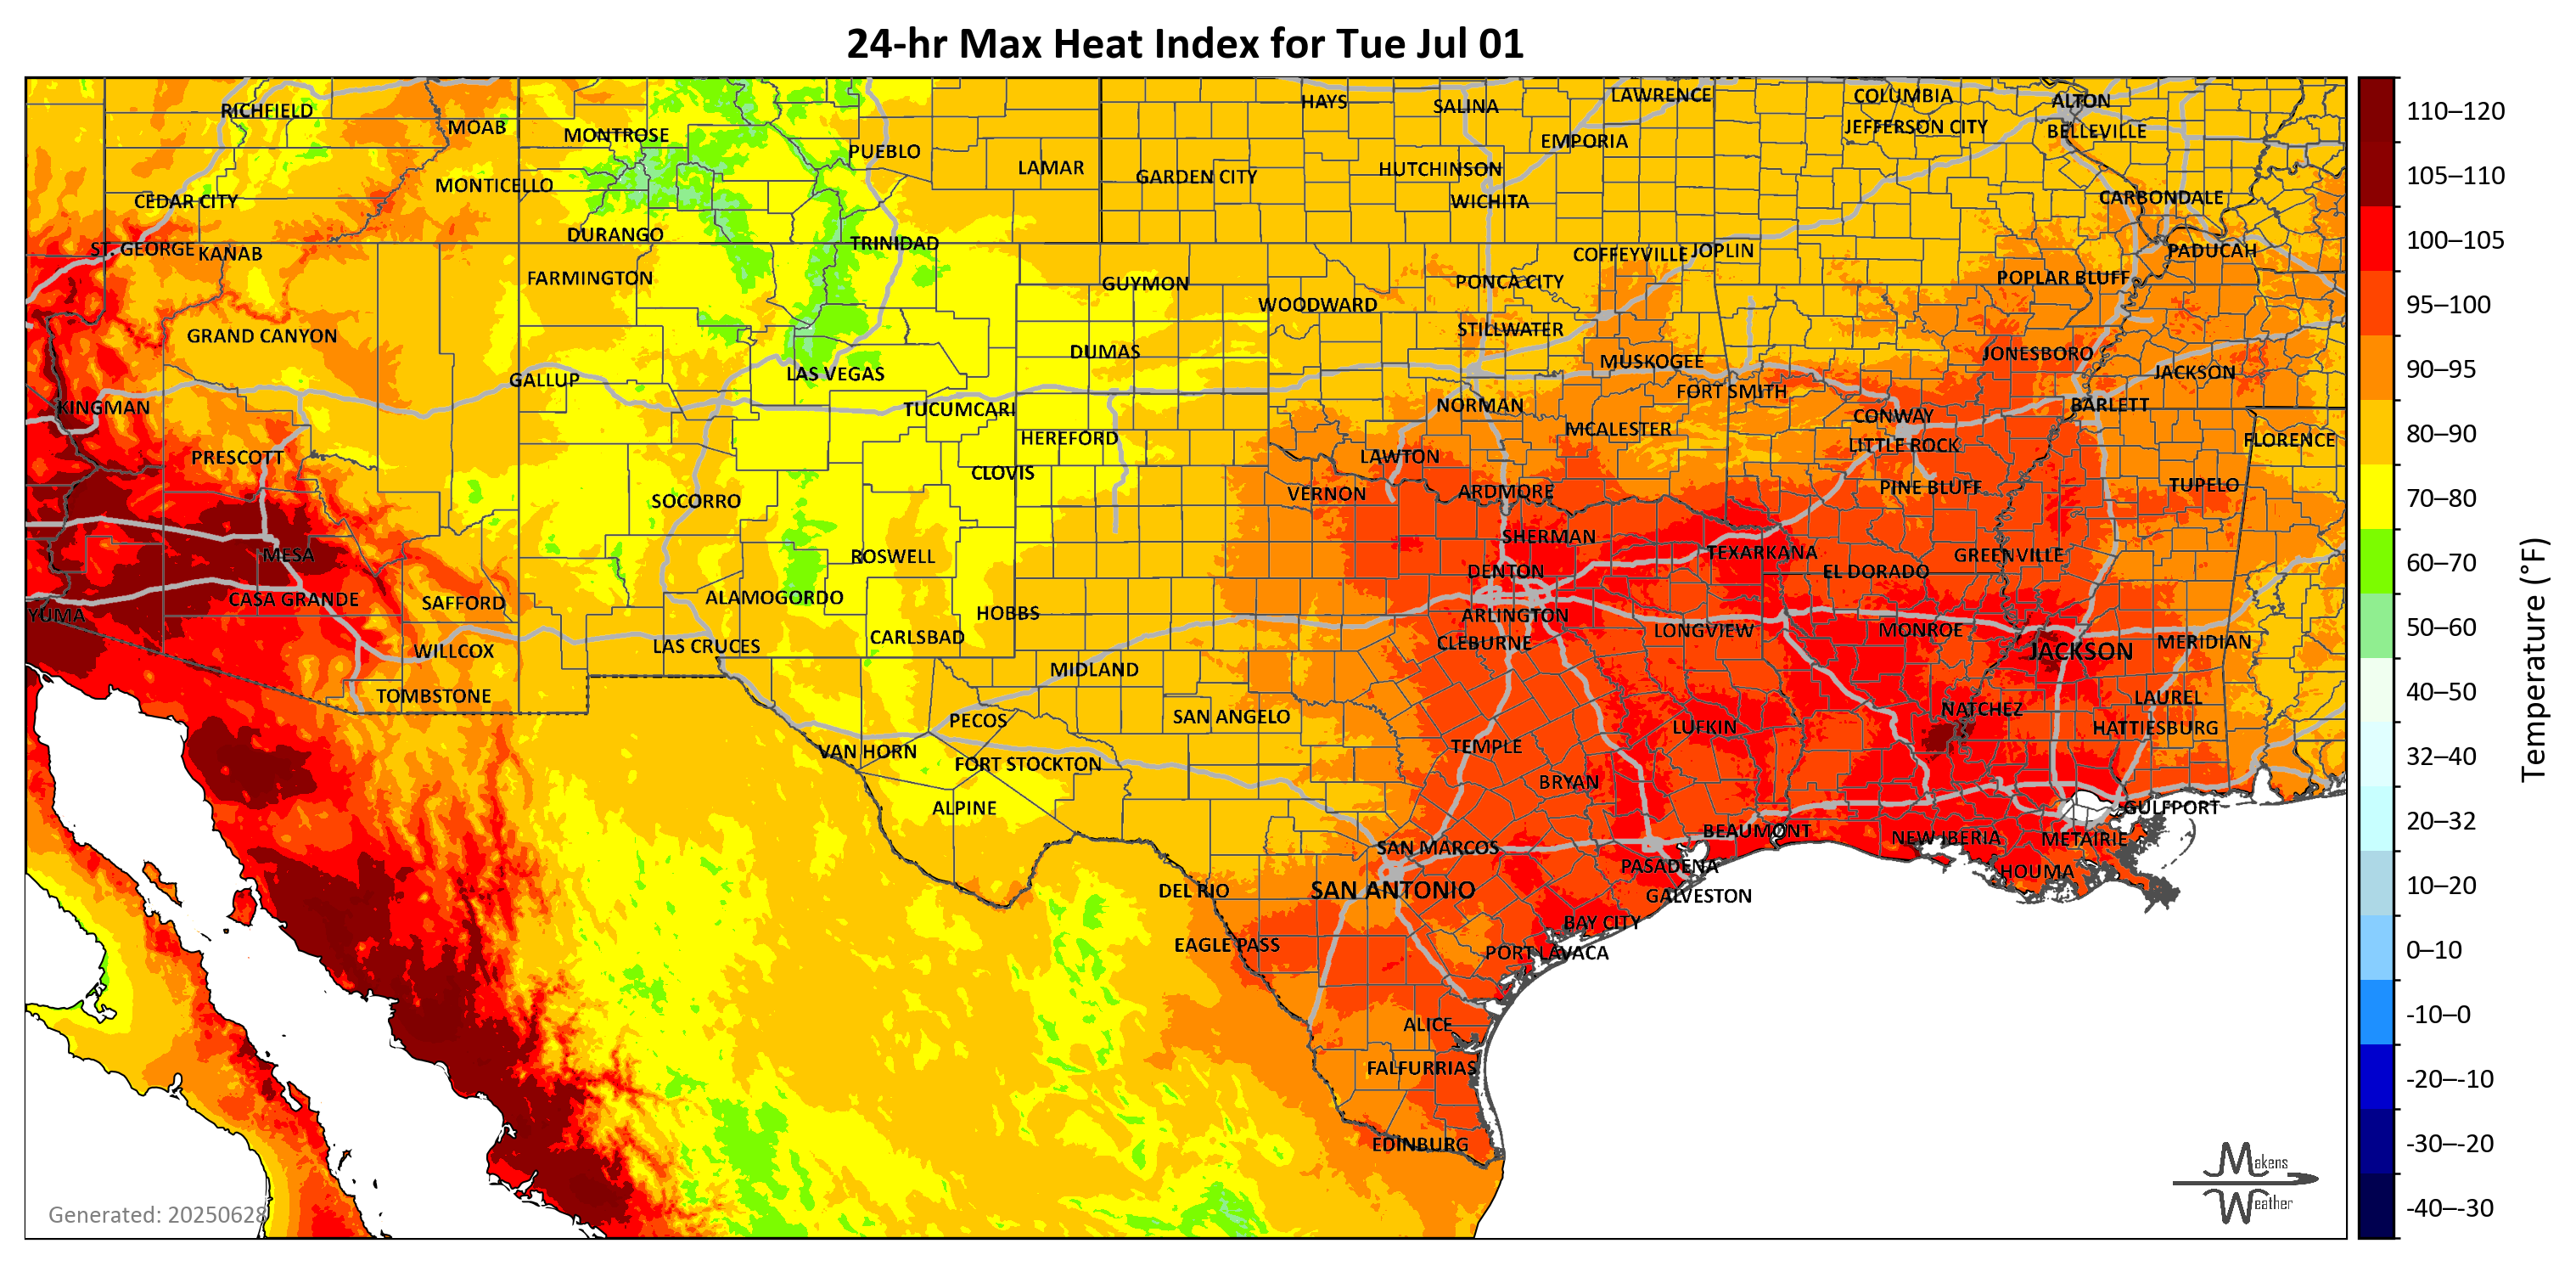 24-hr Max Heat Index for Tue Jul 01
RICHFIELD
MOAB
MONTROSE
PUEBLO
LAMAR
HAYS
SALINA
LAWRENCE
COLUMBIA
ALTON
JEFFERSON CITY
BELLEVILLE
EMPORIA
HUTCHINSON
GARDEN CITY
WICHITA
CARBONDALE
MONTICELLO
CEDAR CITY
DURANGO
TRINIDAD
ST. GEORGE
KANAB
FARMINGTON
GUYMON
COFFEYVILLE
JOPLIN
PADUCAH
PONCA CITY
POPLAR BLUFF
WOODWARD
STILLWATER
GRAND CANYON
DUMAS
MUSKOGEE
JONESBORO
JACKSON
GALLUP
LAS VEGAS
FORT SMITH
KINGMAN
TUCUMCARI
NORMAN
CONWAY
BARLETT
HEREFORD
MCALESTER
LITTLE ROCK
FLORENCE
PRESCOTT
CLOVIS
LAWTON
SOCORRO
VERNON
ARDMORE
PINE BLUFF
TUPELO
SHERMAN
MESA
ROSWELL
TEXARKANA
GREENVILLE
DENTON
EL DORADO
CASA GRANDE
SAFFORD
ALAMOGORDO
HOBBS
YUMA
ARLINGTON
CLEBURNE
LONGVIEW
MONROE
JACKSON
MERIDIAN
WILLCOX
LAS CRUCES
CARLSBAD
MIDLAND
TOMBSTONE
PECOS
SAN ANGELO
NATCHEZ
LAUREL
LUFKIN
HATTIESBURG
VAN HORN
FORT STOCKTON
TEMPLE
BRYAN
ALPINE
GULFPORT
BEAUMONT
NEW IBERIA
METAIRIE
SAN MARCOS
PASADENA
HOUMA
DEL RIO
SAN ANTONIO
GALVESTON
BAY CITY
EAGLE PASS
PORT LAVACA
ALICE
FALFURRIAS
EDINBURG
Generated: 20250628
Makens
Weather
110–120
105–110
100–105
95–100
90–95
80–90
70–80
60–70
50–60
40–50
32–40
20–32
10–20
0–10
-10–0
-20–-10
-30–-20
-40–-30
Temperature (°F)